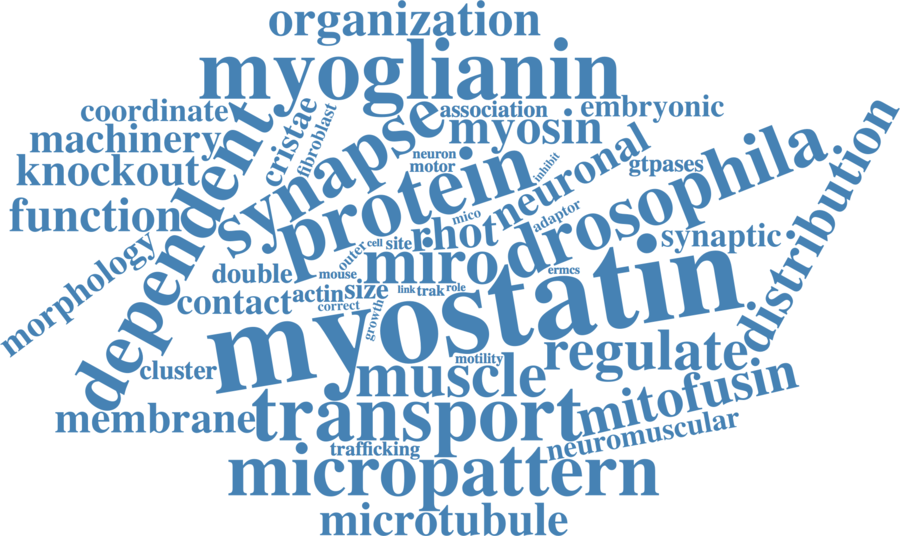 organization
myoglianin
coordinate
association
embryonic
machinery
cristae
fibroblast
synapse
myosin
distribution
knockout
dependent
neuron
motor
protein
inhibit
neuronal
gtpases
drosophila
function
mico
adaptor
rhot
synaptic
morphology
outer
cell
site
double
mouse
miro
ermcs
contact
actin
size
link
trak
role
correct
growth
myostatin
cluster
motility
muscle
regulate
membrane
transport
mitofusin
neuromuscular
trafficking
micropattern
microtubule